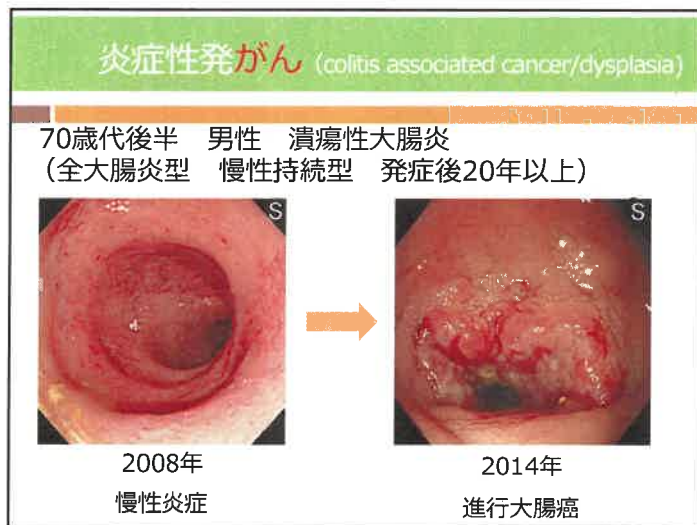 炎症性発がん (colitis associated cancer/dysplasia)
70歳代後半　男性　潰瘍性大腸炎
（全大腸炎型　慢性持続型　発症後20年以上）
S
S
2008年
2014年
慢性炎症
進行大腸癌